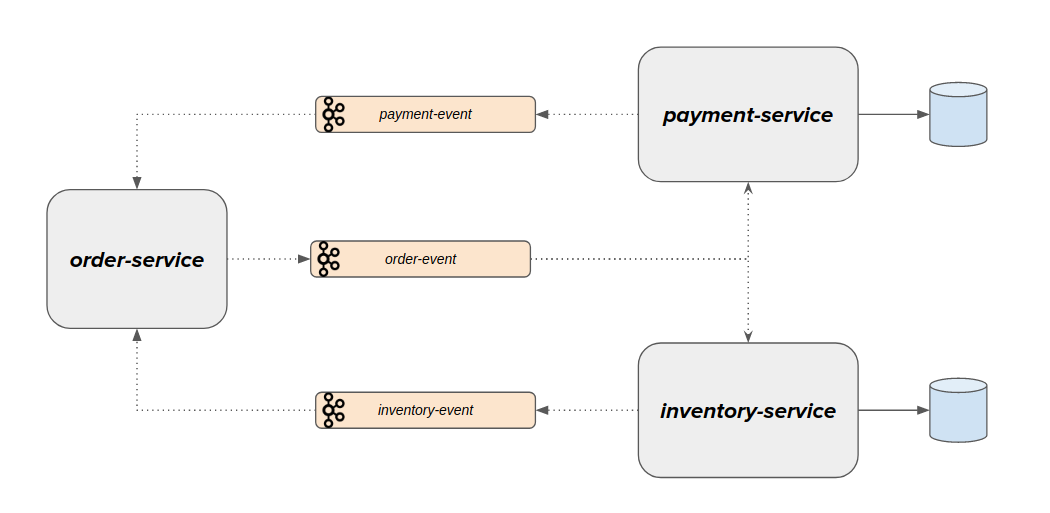 payment-event
payment-service
order-service
order-event
inventory-event
inventory-service